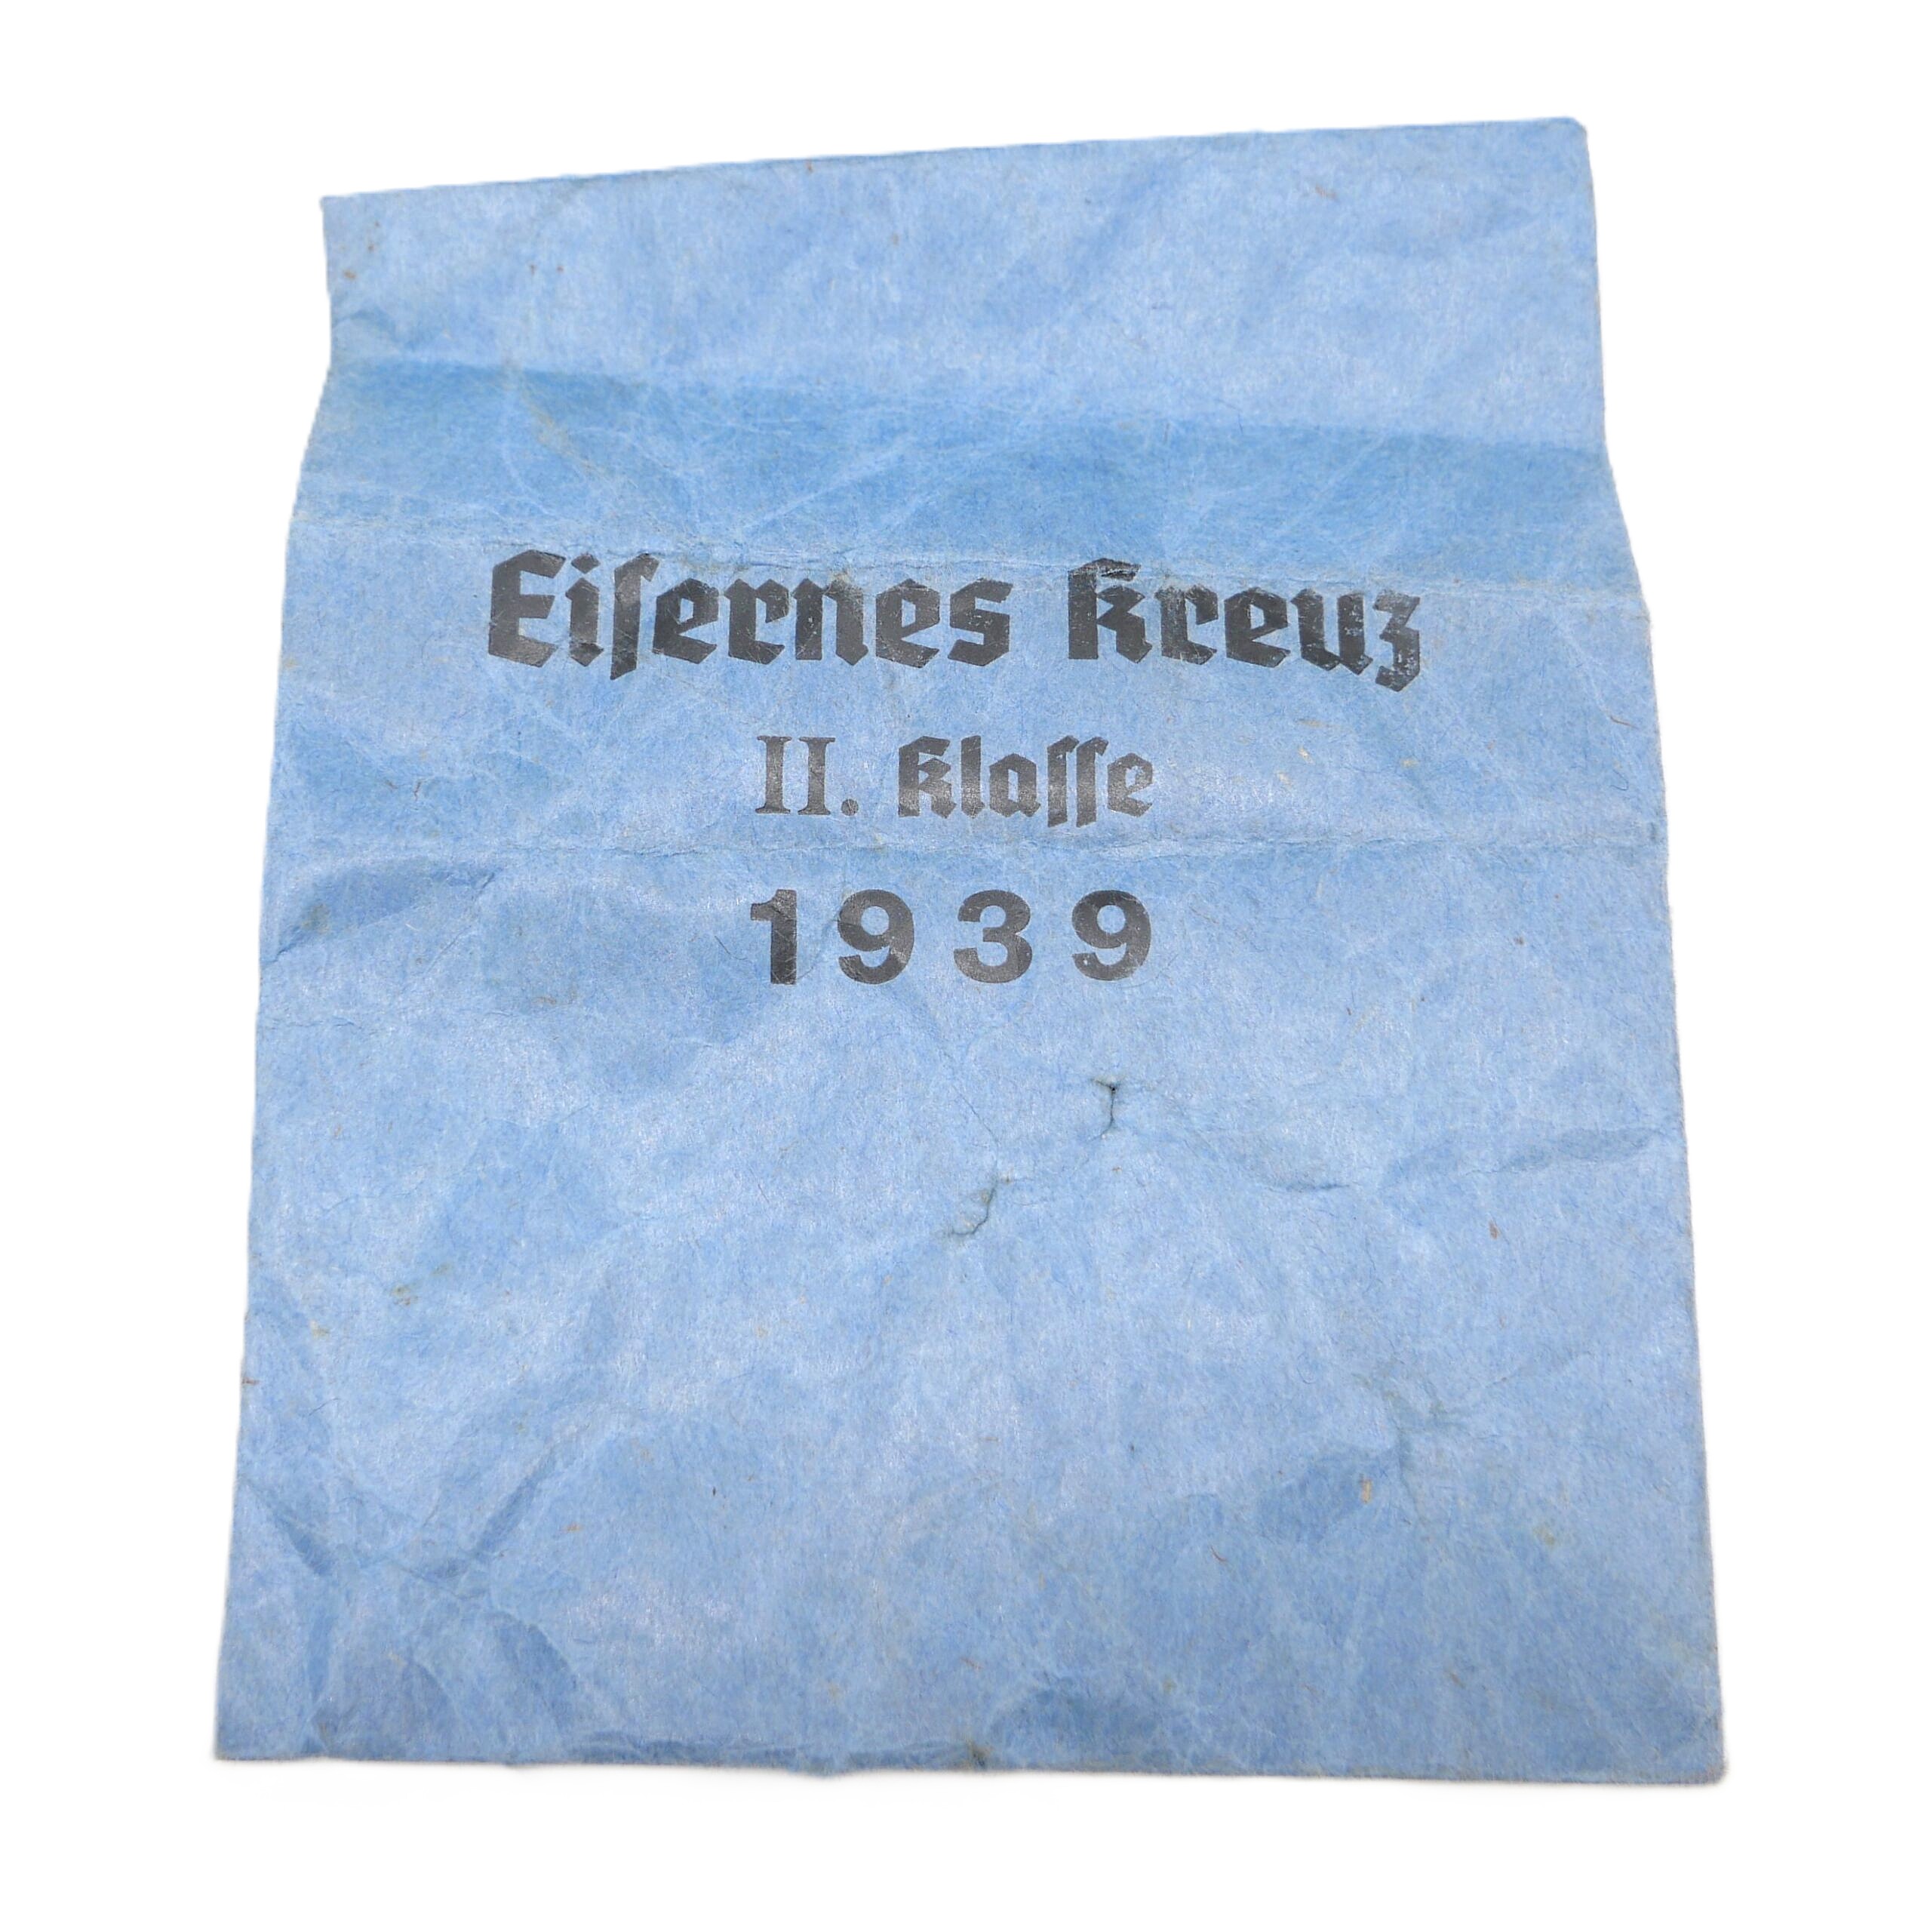 Eiſernes Kreuz
II. Klaſſe
1939